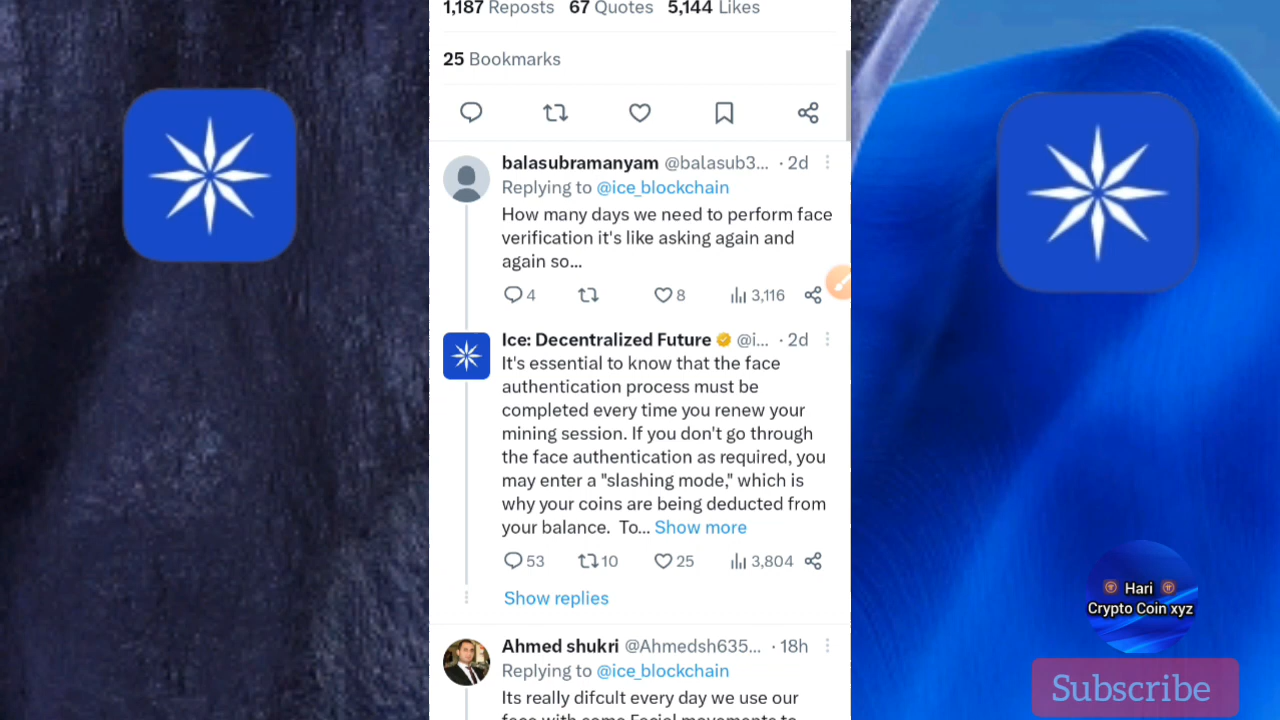 1,187 Reposts 67 Quotes 5,144 Likes
25 Bookmarks
balasubramanyam @balasub3... · 2d
Replying to @ice_blockchain
How many days we need to perform face
verification it's like asking again and
again so...
4 8 3,116
Ice: Decentralized Future @i... · 2d
It's essential to know that the face
authentication process must be
completed every time you renew your
mining session. If you don't go through
the face authentication as required, you
may enter a "slashing mode," which is
why your coins are being deducted from
your balance. To... Show more
53 10 25 3,804
Show replies
Ahmed shukri @Ahmedsh635... · 18h
Replying to @ice_blockchain
Its really difcult every day we use our
face with some Facial movements to
Hari
Crypto Coin xyz
Subscribe